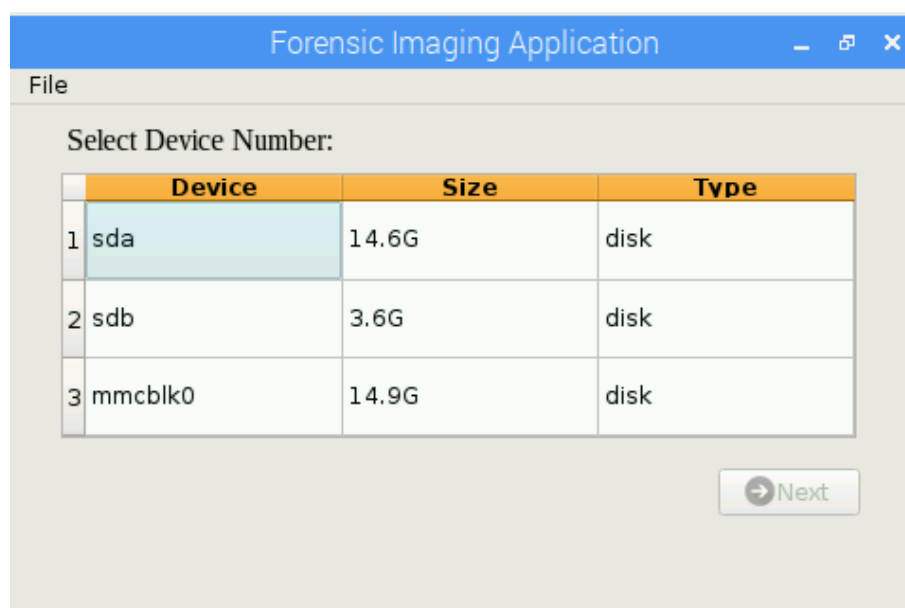 Forensic Imaging Application
File
Select Device Number:
Device Size Type
1 sda 14.6G disk
2 sdb 3.6G disk
3 mmcblk0 14.9G disk
Next